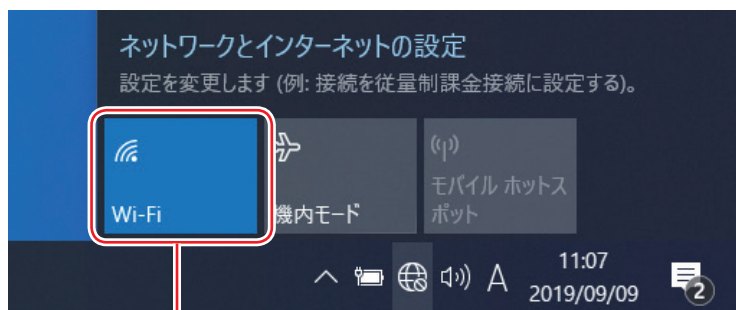 ネットワークとインターネットの設定
設定を変更します (例: 接続を従量制課金接続に設定する)。
Wi-Fi
機内モード
モバイル ホットス
ポット
A
11:07
2019/09/09
2